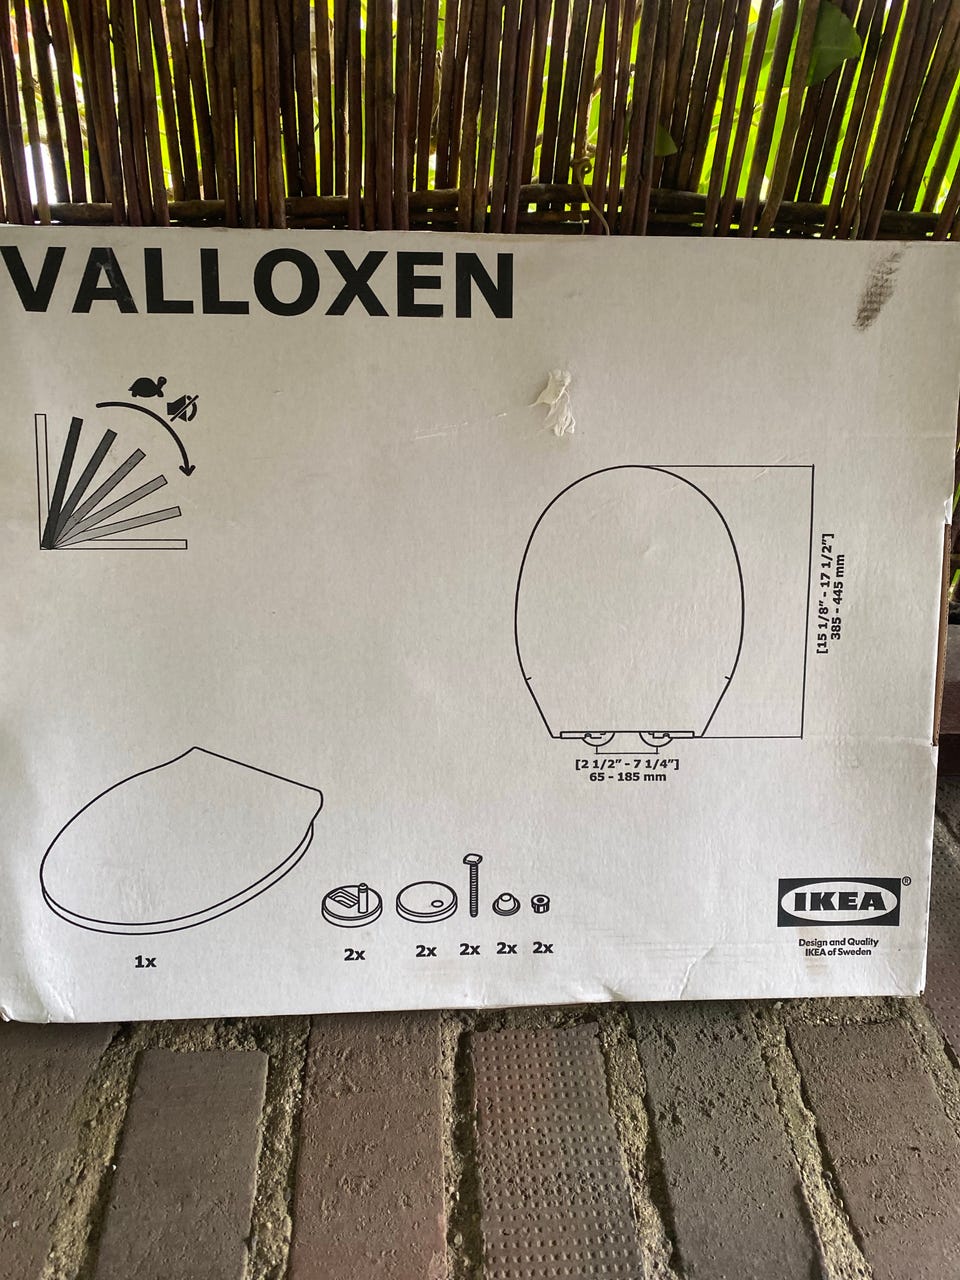 VALLOXEN
[15 1/8” - 17 1/2”]
385 - 445 mm
[2 1/2” - 7 1/4”]
65 - 185 mm
1x
2x
2x
2x
2x
2x
IKEA®
Design and Quality
IKEA of Sweden